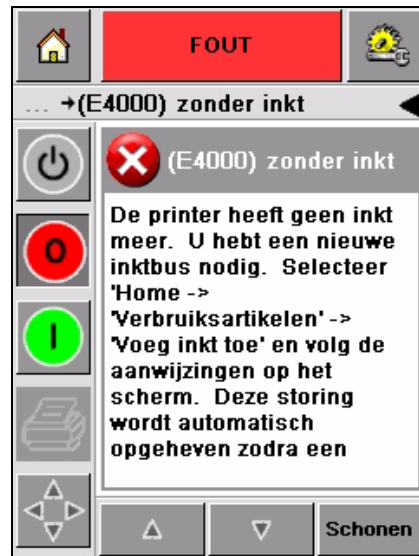 FOUT
... →(E4000) zonder inkt
(E4000) zonder inkt
De printer heeft geen inkt
meer. U hebt een nieuwe
inktbus nodig. Selecteer
'Home ->
'Verbruiksartikelen' ->
'Voeg inkt toe' en volg de
aanwijzingen op het
scherm. Deze storing
wordt automatisch
opgeheven zodra een
O
I
Schonen